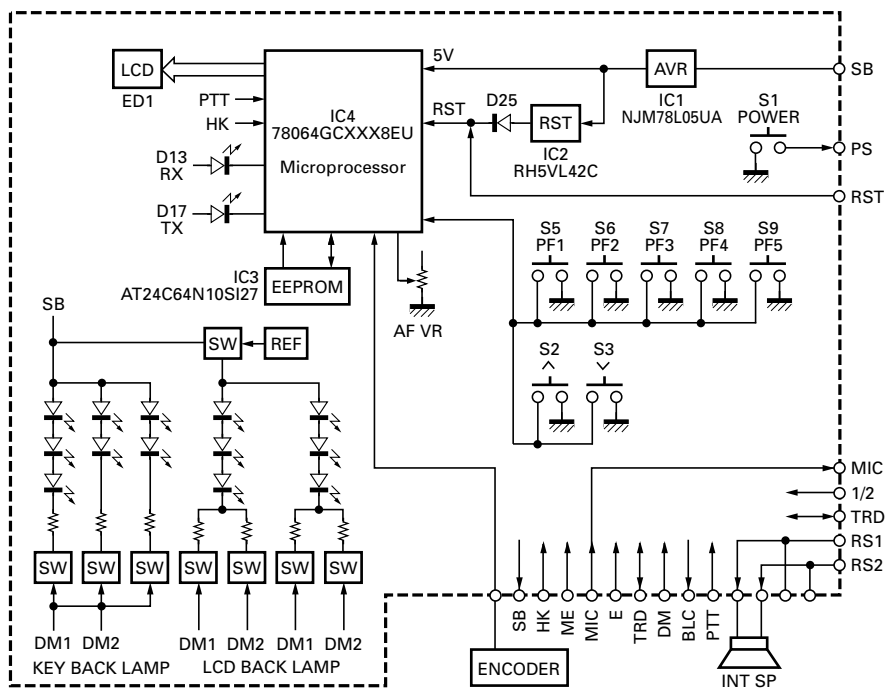 LCD
ED1
PTT
HK
D13
RX
D17
TX
IC4
78064GCXXX8EU
Microprocessor
5V
RST
D25
RST
IC2
RH5VL42C
AVR
IC1
NJM78L05UA
S1
POWER
SB
PS
RST
IC3
AT24C64N10SI27
EEPROM
AF VR
S5
PF1
S6
PF2
S7
PF3
S8
PF4
S9
PF5
S2
S3
SB
SW
REF
SW
SW
SW
SW
SW
SW
SW
DM1
DM2
DM1
DM2
DM1
DM2
KEY BACK LAMP
LCD BACK LAMP
MIC
1/2
TRD
RS1
RS2
SB
HK
ME
MIC
E
TRD
DM
BLC
PTT
ENCODER
INT SP